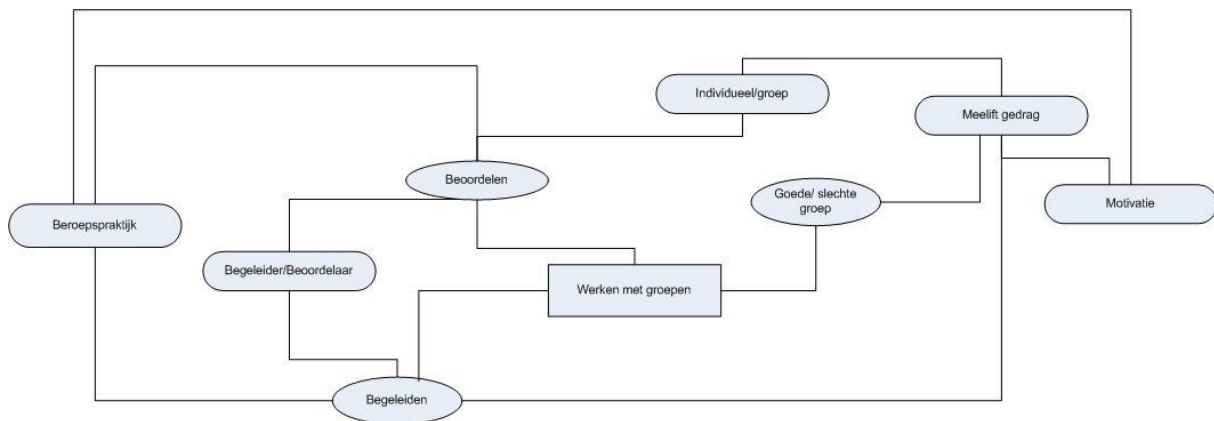 Individueel/groep
Meelift gedrag
Beoordelen
Goede/ slechte
groep
Motivatie
Beroepspraktijk
Begeleider/Beoordelaar
Werken met groepen
Begeleiden